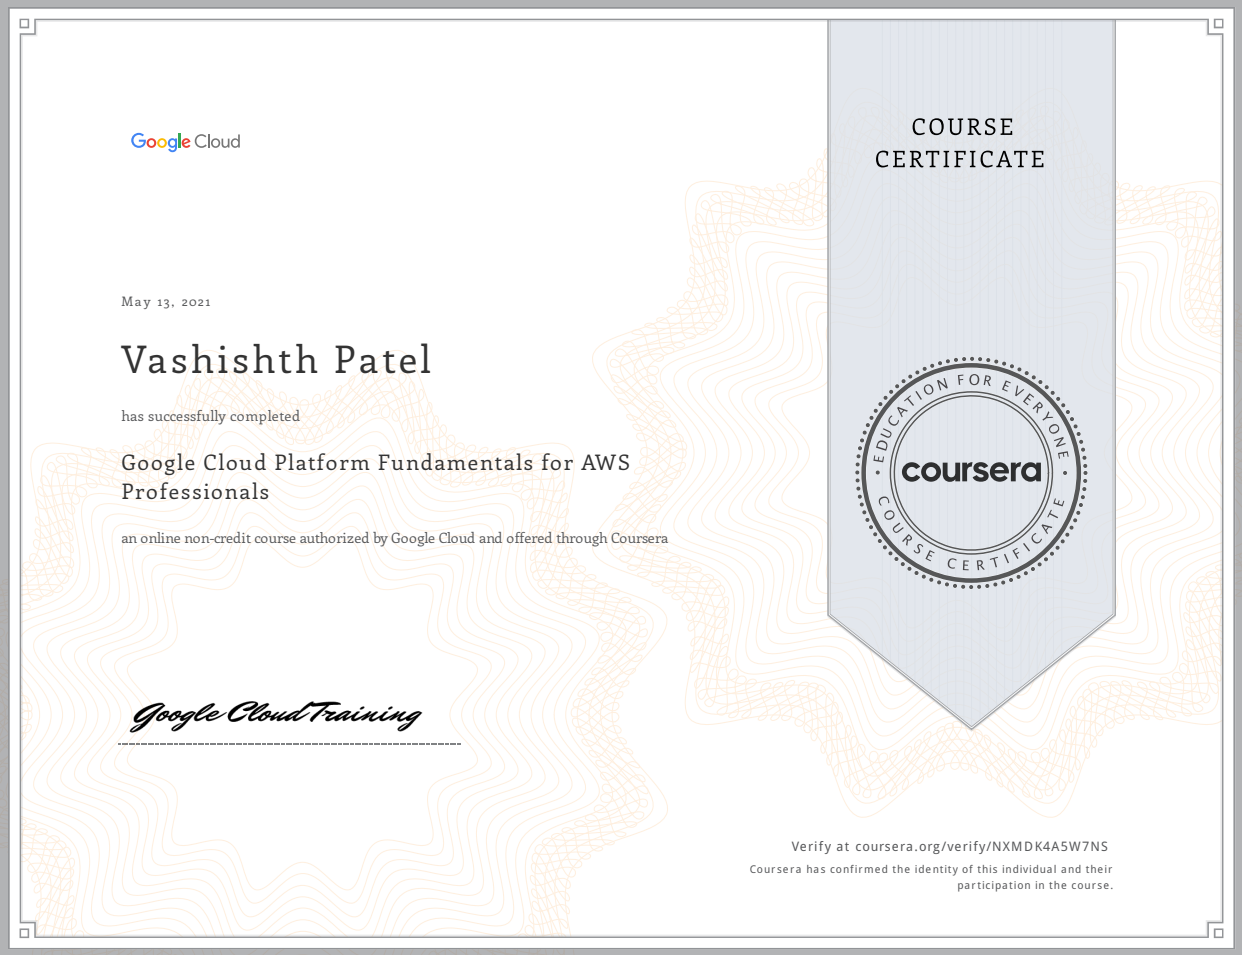 Google Cloud
COURSE
CERTIFICATE
May 13, 2021
Vashishth Patel
has successfully completed
Google Cloud Platform Fundamentals for AWS
Professionals
an online non-credit course authorized by Google Cloud and offered through Coursera
EDUCATION FOR EVERYONE
coursera
COURSE CERTIFICATE
Google Cloud Training
Verify at coursera.org/verify/NXMDK4A5W7NS
Coursera has confirmed the identity of this individual and their
participation in the course.